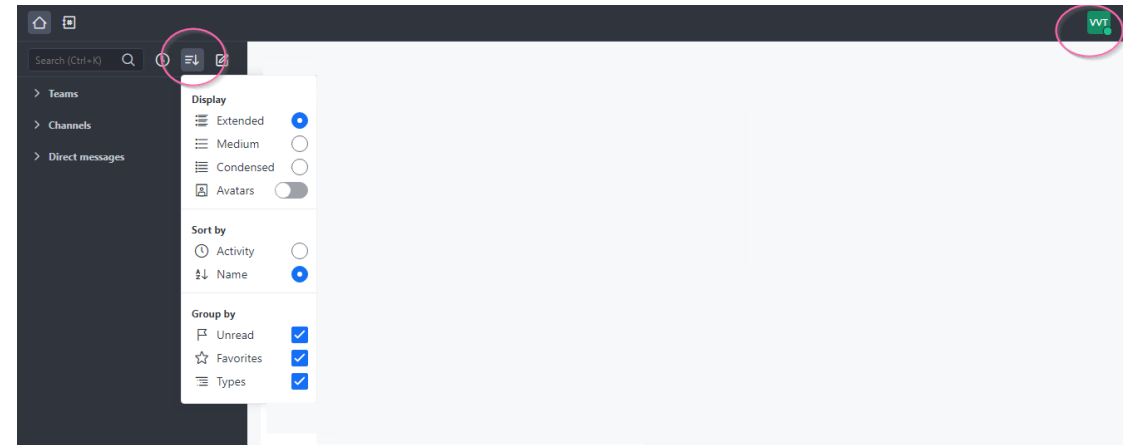 VVT
Search (Ctrl+K)
Teams
Channels
Direct messages
Display
Extended
Medium
Condensed
Avatars
Sort by
Activity
Name
Group by
Unread
Favorites
Types